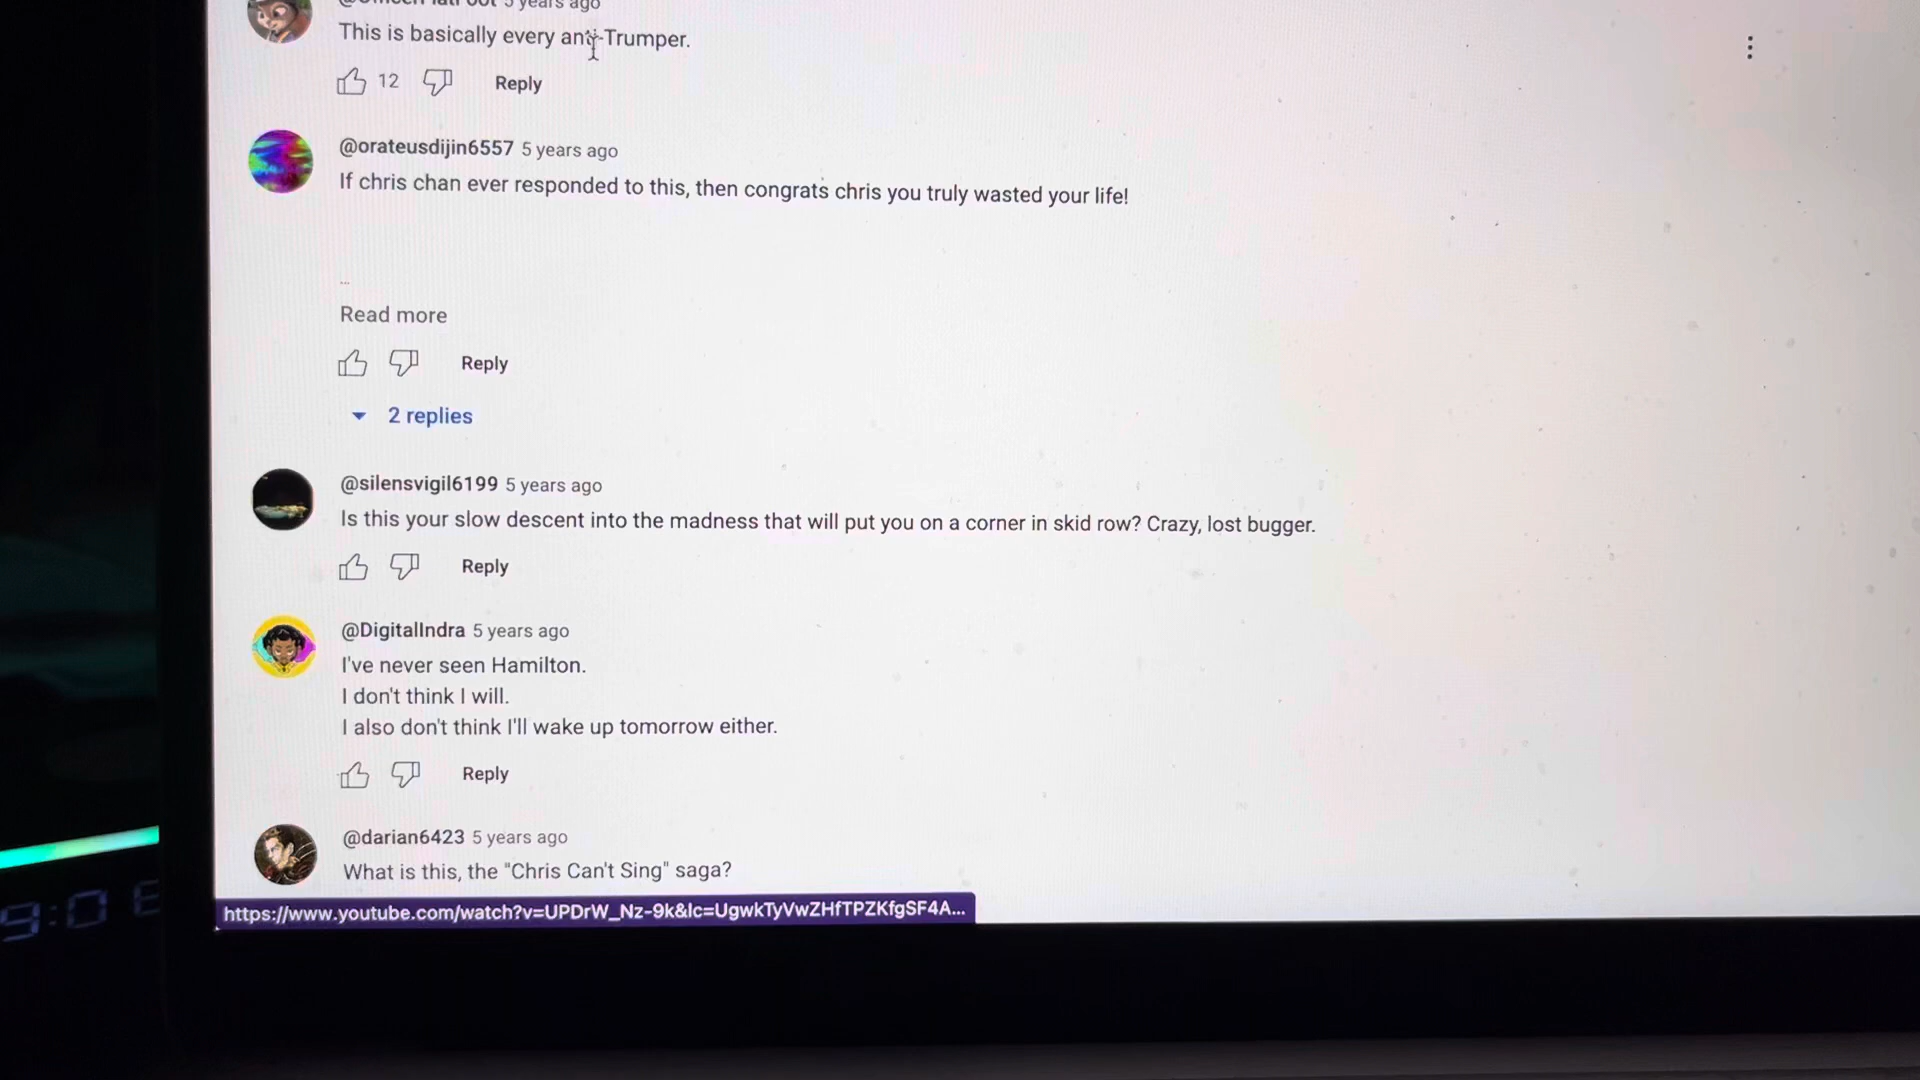 5 years ago
This is basically every anti-Trumper.
12
Reply
@orateusdijin6557 5 years ago
If chris chan ever responded to this, then congrats chris you truly wasted your life!
...
Read more
Reply
2 replies
@silensvigil6199 5 years ago
Is this your slow descent into the madness that will put you on a corner in skid row? Crazy, lost bugger.
Reply
@DigitalIndra 5 years ago
I've never seen Hamilton.
I don't think I will.
I also don't think I'll wake up tomorrow either.
Reply
@darian6423 5 years ago
What is this, the "Chris Can't Sing" saga?
https://www.youtube.com/watch?v=UPDrW_Nz-9k&lc=UgwkTyVwZHfTPZKfgSF4A...